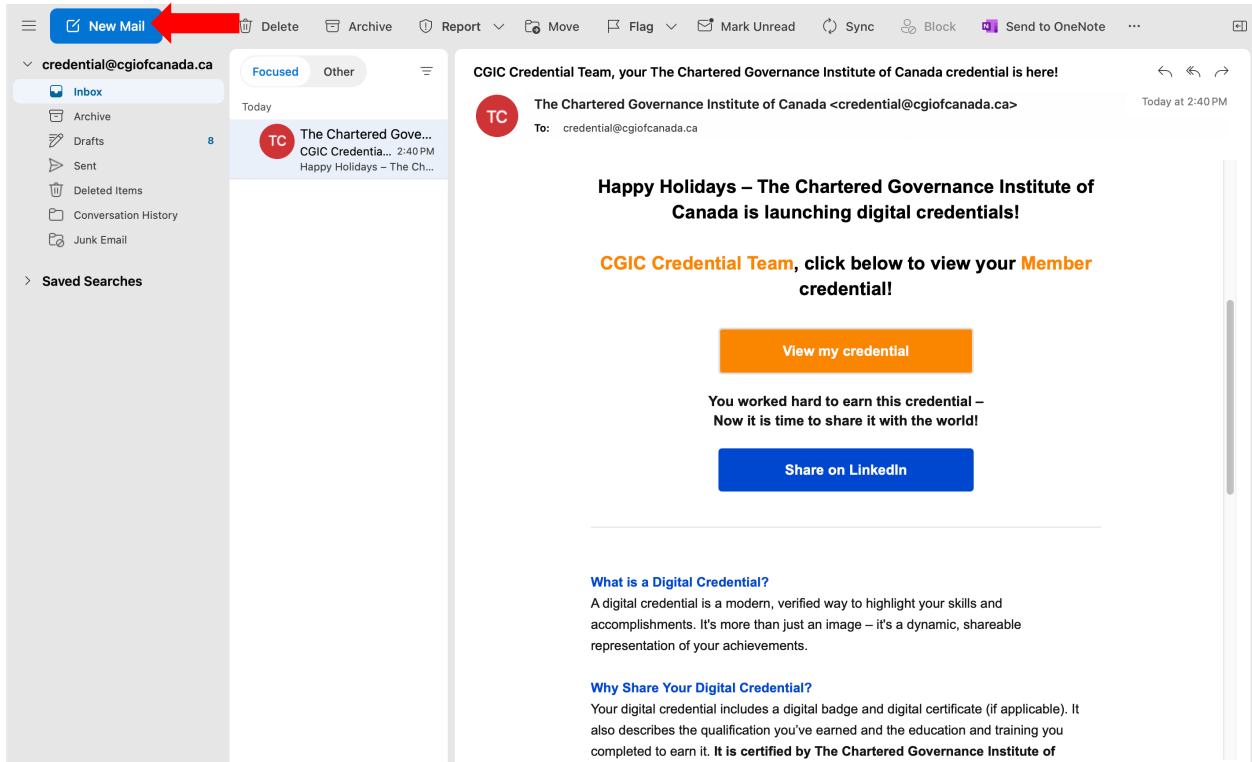 New Mail
Delete
Archive
Report
Move
Flag
Mark Unread
Sync
Block
Send to OneNote
credential@cgiofcanada.ca
Inbox
Archive
Drafts 8
Sent
Deleted Items
Conversation History
Junk Email
Saved Searches
Focused Other
Today
TC
The Chartered Gove...
CGIC Credentia... 2:40 PM
Happy Holidays – The Ch...
CGIC Credential Team, your The Chartered Governance Institute of Canada credential is here!
TC
The Chartered Governance Institute of Canada <credential@cgiofcanada.ca>
Today at 2:40 PM
To: credential@cgiofcanada.ca
Happy Holidays – The Chartered Governance Institute of
Canada is launching digital credentials!
CGIC Credential Team, click below to view your Member
credential!
View my credential
You worked hard to earn this credential –
Now it is time to share it with the world!
Share on LinkedIn
What is a Digital Credential?
A digital credential is a modern, verified way to highlight your skills and
accomplishments. It's more than just an image – it's a dynamic, shareable
representation of your achievements.
Why Share Your Digital Credential?
Your digital credential includes a digital badge and digital certificate (if applicable). It
also describes the qualification you've earned and the education and training you
completed to earn it. It is certified by The Chartered Governance Institute of